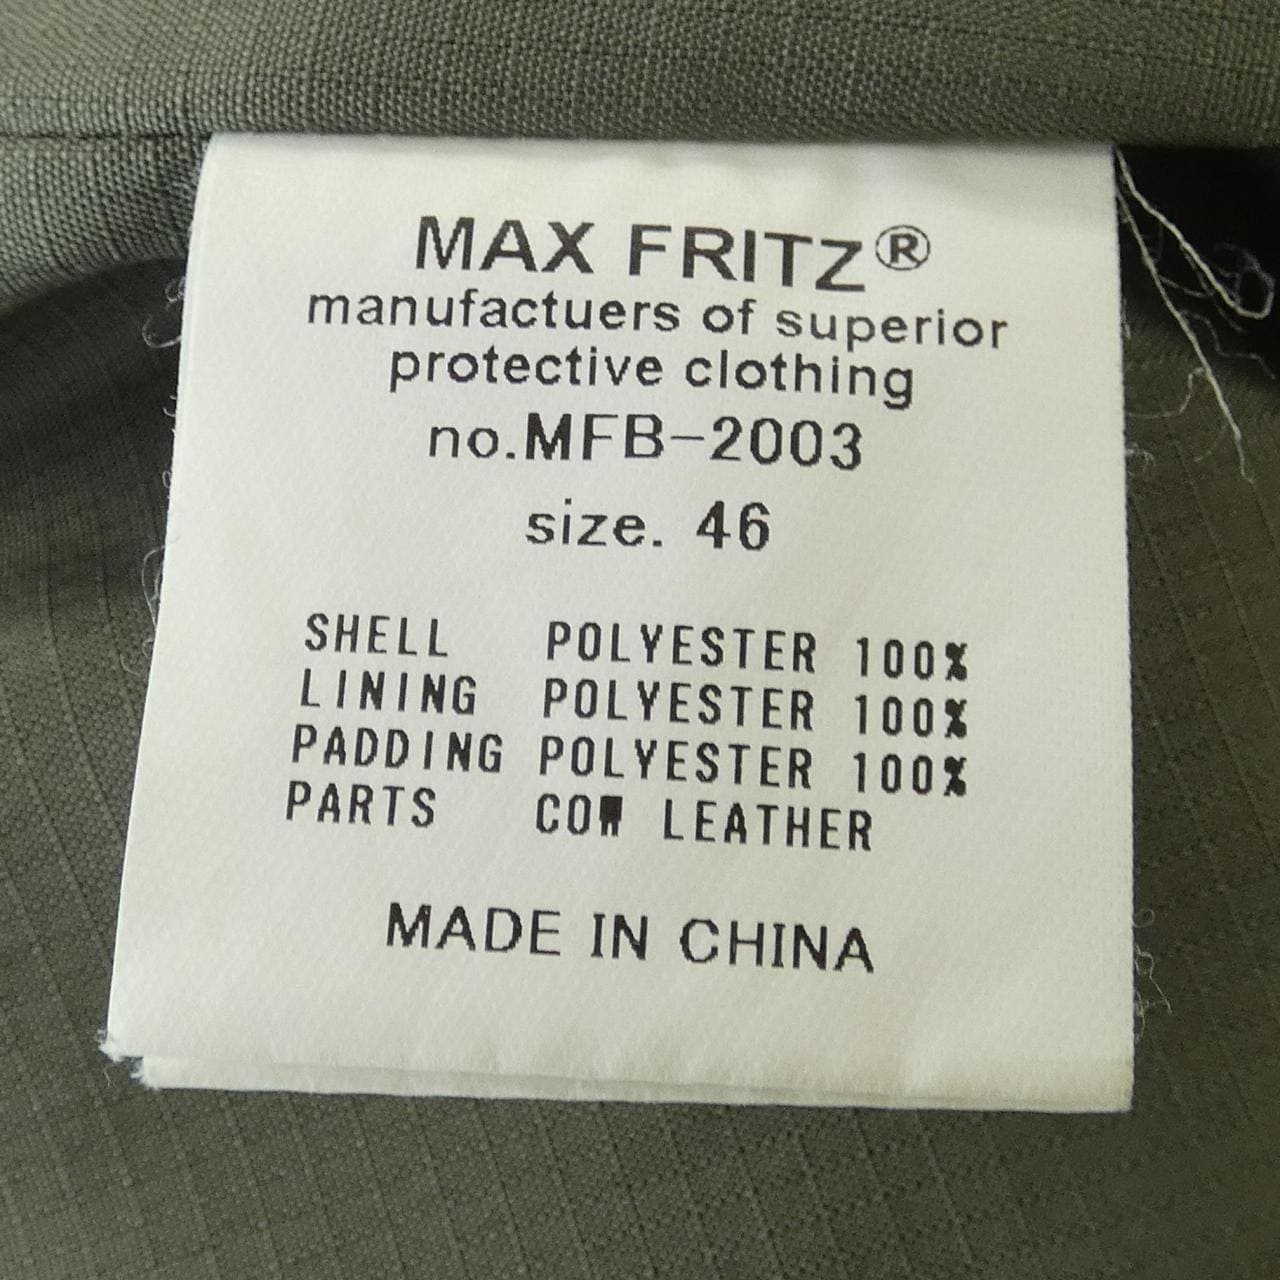 MAX FRITZ®
manufactuers of superior
protective clothing
no.MFB-2003
size. 46
SHELL POLYESTER 100%
LINING POLYESTER 100%
PADDING POLYESTER 100%
PARTS COW LEATHER
MADE IN CHINA